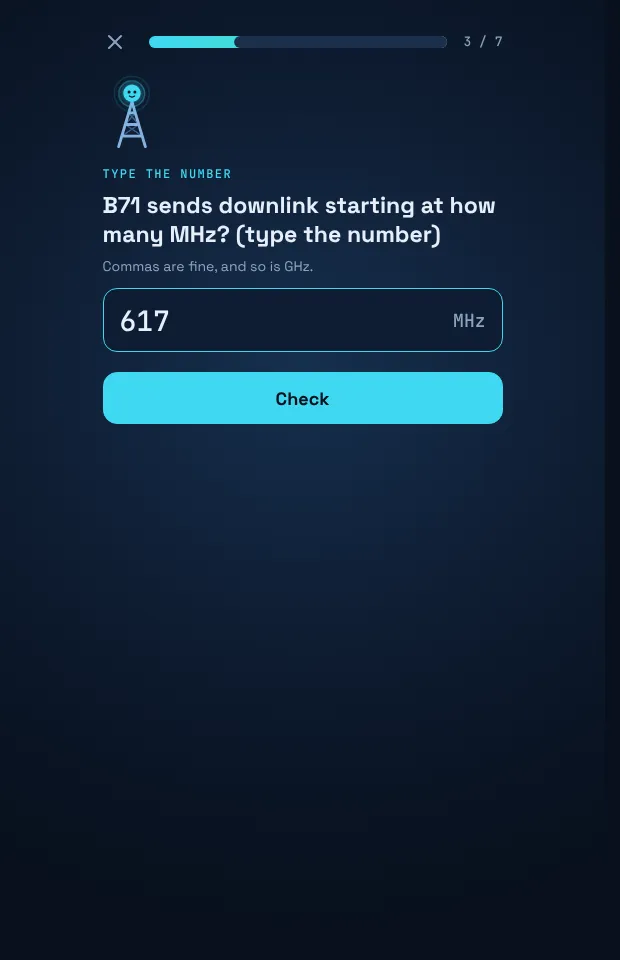 3 / 7
TYPE THE NUMBER
B71 sends downlink starting at how
many MHz? (type the number)
Commas are fine, and so is GHz.
617 MHz
Check